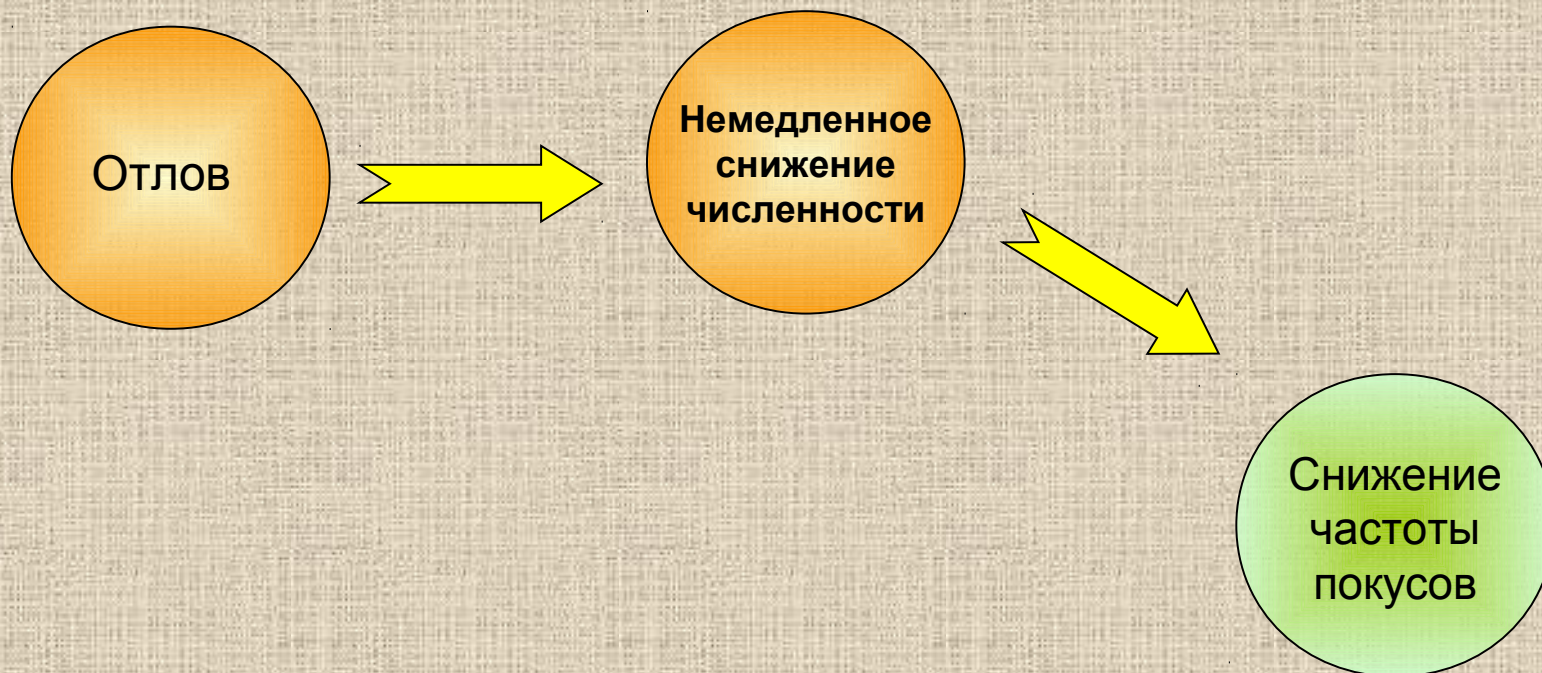 Отлов
Немедленное
снижение
численности
Снижение
частоты
покусов